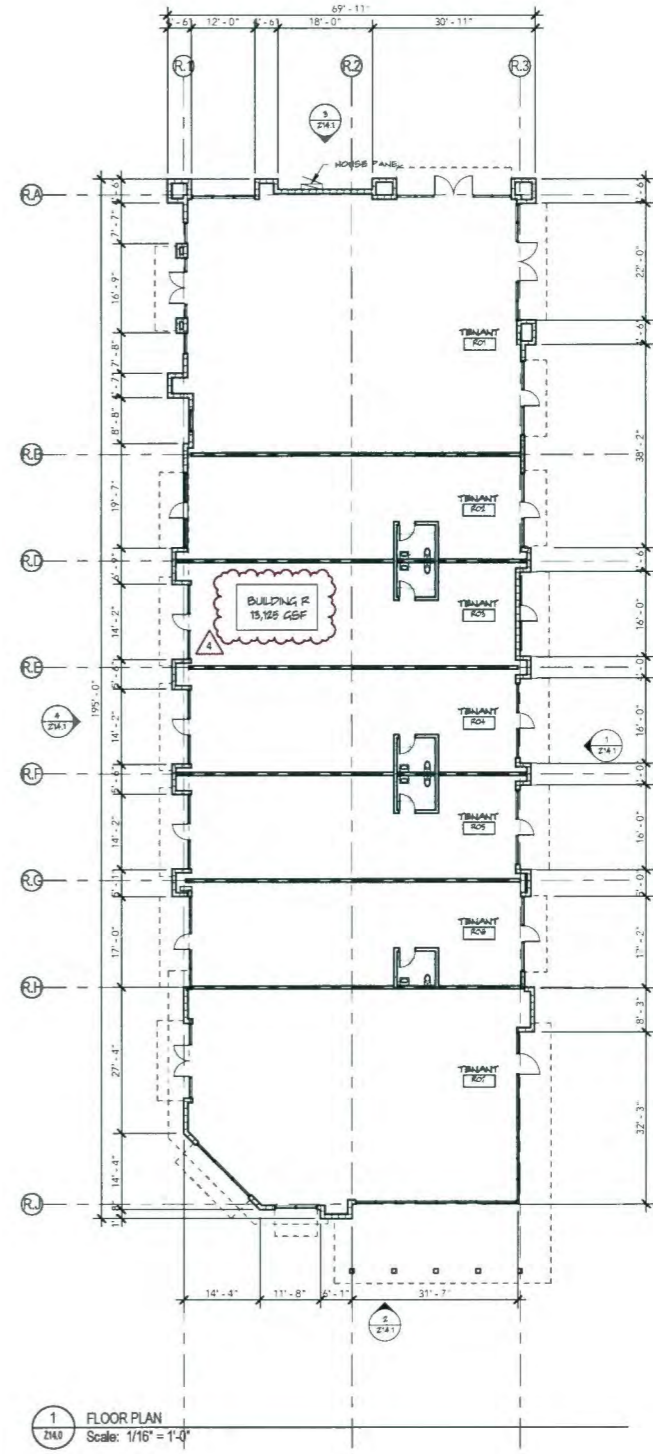 69' - 11"
12' - 0"
18' - 0"
30' - 11"
R.1
R.2
R.3
3
Z14.1
HOUSE PANEL
R.A
7' - 7"
16' - 9"
7' - 8"
8' - 8"
22' - 0"
TENANT
R01
38' - 2"
R.B
19' - 7"
TENANT
R02
R.D
14' - 2"
BUILDING R
13,125 GSF
4
TENANT
R03
16' - 0"
R.E
195' - 0"
4
Z14.1
14' - 2"
TENANT
R04
16' - 0"
1
Z14.1
R.F
14' - 2"
TENANT
R05
16' - 0"
R.G
17' - 0"
TENANT
R06
17' - 2"
R.H
8' - 3"
27' - 4"
TENANT
32' - 3"
14' - 4"
R.J
14' - 4"
11' - 8"
6' - 1"
31' - 7"
2
Z14.1
1
Z14.0
FLOOR PLAN
Scale: 1/16" = 1'-0"